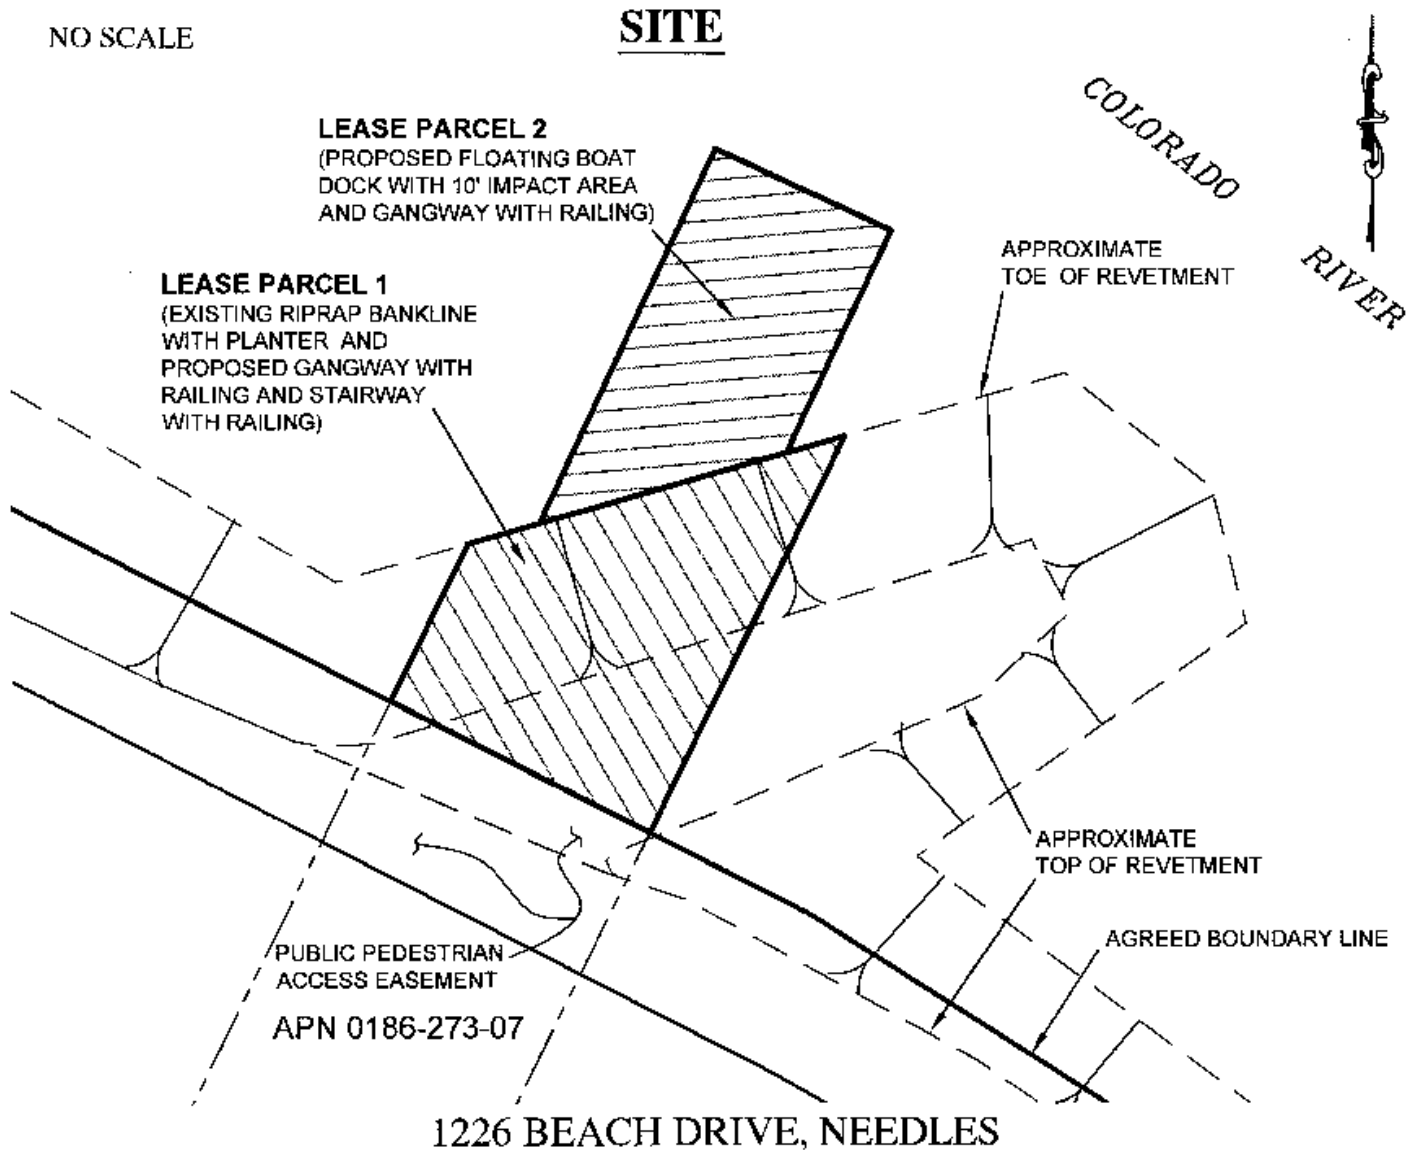 NO SCALE
SITE
COLORADO
RIVER
LEASE PARCEL 2
(PROPOSED FLOATING BOAT
DOCK WITH 10' IMPACT AREA
AND GANGWAY WITH RAILING)
LEASE PARCEL 1
(EXISTING RIPRAP BANKLINE
WITH PLANTER AND
PROPOSED GANGWAY WITH
RAILING AND STAIRWAY
WITH RAILING)
APPROXIMATE
TOE OF REVETMENT
APPROXIMATE
TOP OF REVETMENT
AGREED BOUNDARY LINE
PUBLIC PEDESTRIAN
ACCESS EASEMENT
APN 0186-273-07
1226 BEACH DRIVE, NEEDLES